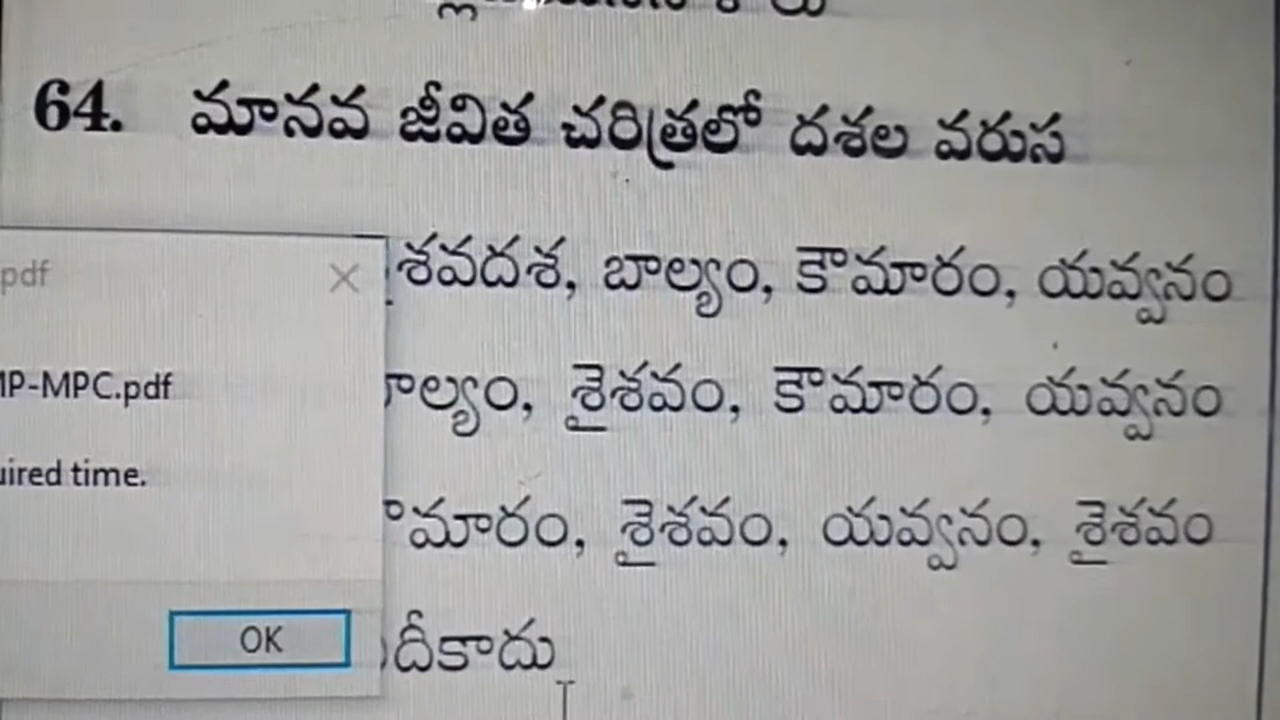 64. మానవ జీవిత చరిత్రలో దశల వరుస
శవదశ, బాల్యం, కౌమారం, యవ్వనం
pdf
ాల్యం, శైశవం, కౌమారం, యవ్వనం
MP-MPC.pdf
uired time.
మారం, శైశవం, యవ్వనం, శైశవం
OK
దీకాదు